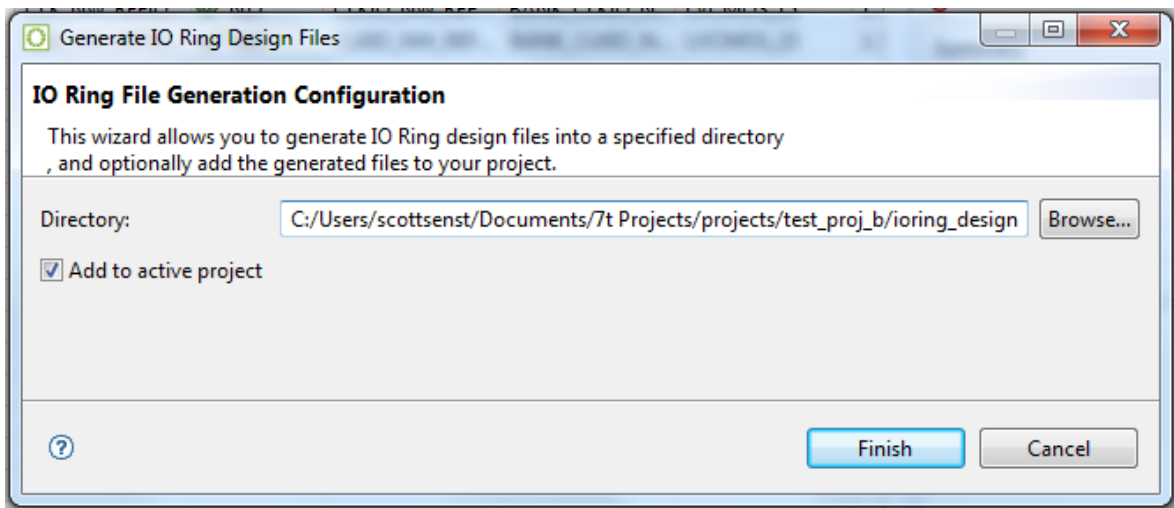 Generate IO Ring Design Files
IO Ring File Generation Configuration
This wizard allows you to generate IO Ring design files into a specified directory
, and optionally add the generated files to your project.
Directory: C:/Users/scottsenst/Documents/7t Projects/projects/test_proj_b/ioring_design Browse...
Add to active project
Finish Cancel